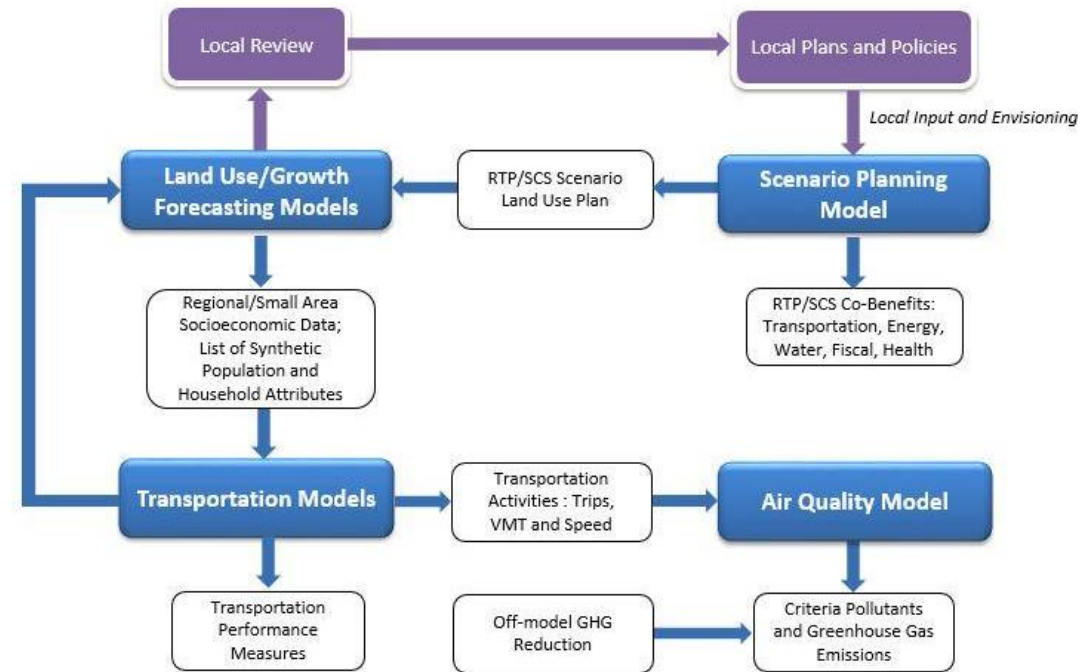 Local Review
Local Plans and Policies
Local Input and Envisioning
Land Use/Growth
Forecasting Models
RTP/SCS Scenario
Land Use Plan
Scenario Planning
Model
Regional/Small Area
Socioeconomic Data;
List of Synthetic
Population and
Household Attributes
RTP/SCS Co-Benefits:
Transportation, Energy,
Water, Fiscal, Health
Transportation Models
Transportation
Activities : Trips,
VMT and Speed
Air Quality Model
Transportation
Performance
Measures
Off-model GHG
Reduction
Criteria Pollutants
and Greenhouse Gas
Emissions